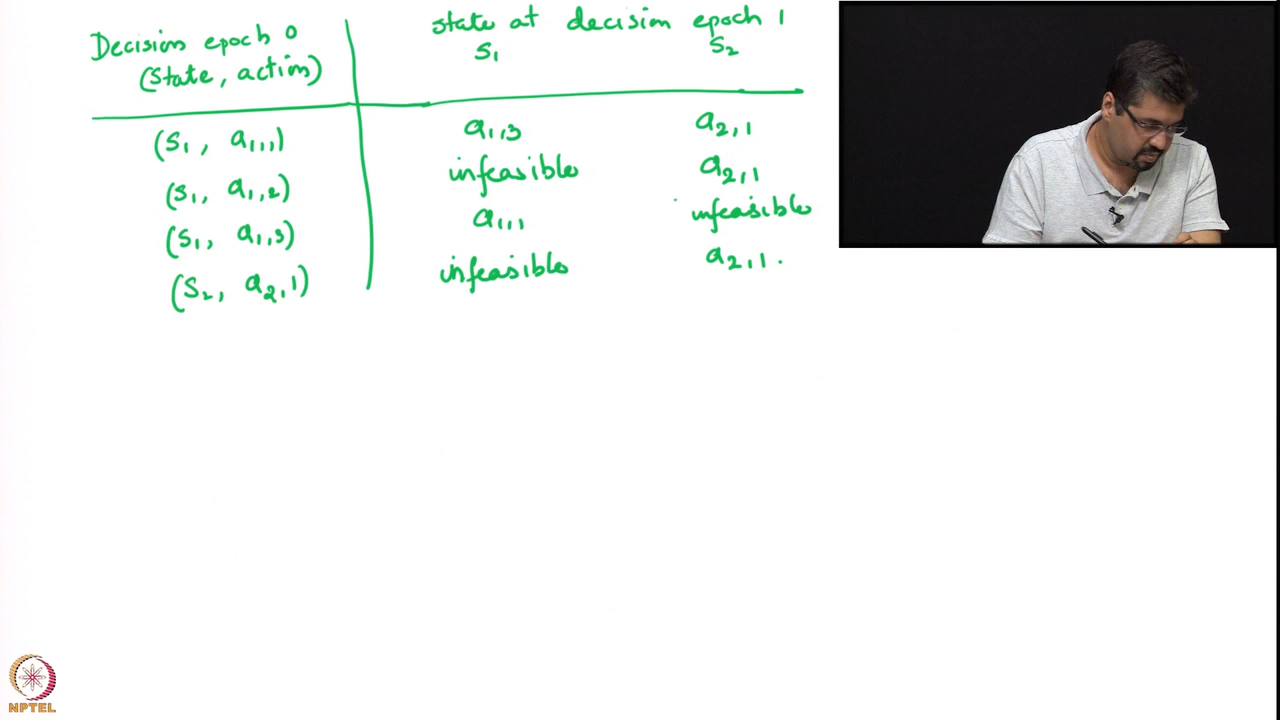 Decision epoch 0 state at decision epoch 1
(state, action) s₁ s₂
(s₁, a₁,₁) a₁,₃ a₂,₁
(s₁, a₁,₂) infeasible a₂,₁
(s₁, a₁,₃) a₁,₁ infeasible
(s₂, a₂,₁) infeasible a₂,₁.
NPTEL